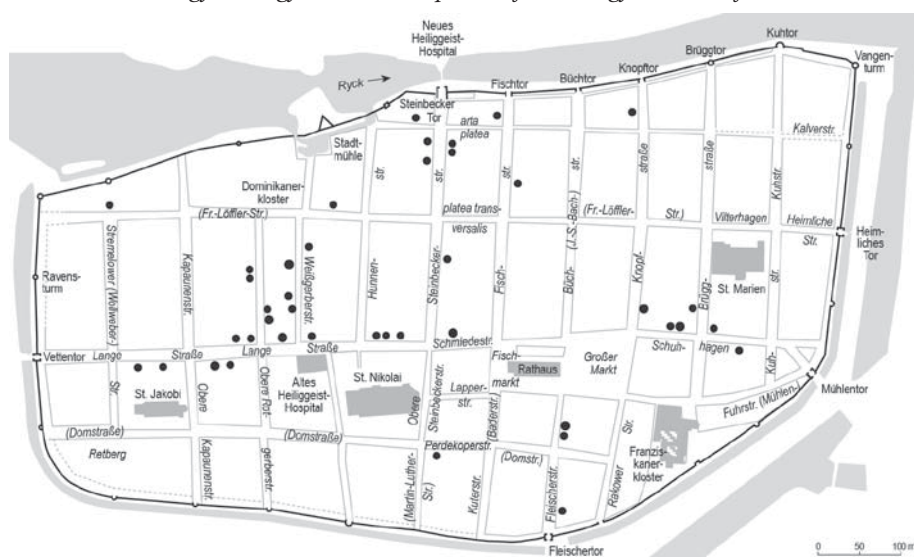 Neues
Heiliggeist-
Hospital
Kuhtor
Brüggtor
Vangen-
turm
Ryck
Fischtor
Büchtor
Knopftor
Steinbecker
Tor
arta
platea
Kalverstr.
Stadt-
mühle
str.
str.
str.
str.
straße
straße
Kuhstr.
Dominikaner-
kloster
(Fr.-Löffler-Str.)
platea trans-
versalis
(J.-S.-Bach-)
(Fr.-Löffler-
Str.)
Vilterhagen
Heimliche
Str.
Heim-
liches
Tor
Stremelower (Wollweber-)
Kapaunenstr.
Weißgerberstr.
Hunnen-
Steinbecker-
Fisch-
Büch-
Knopf-
Brügg-
St. Marien
str.
Ravens-
turm
Vettentor
Lange
Straße
Lange
Straße
Schmiedestr.
Fisch-
markt
Rathaus
Großer
Markt
Schuh-
hagen
Kuh-
Mühlentor
Str.
St. Jakobi
Obere
Kapaunenstr.
Obere Rot-
gerberstr.
Altes
Heiliggeist-
Hospital
St. Nikolai
Obere
Steinbeckerstr.
Lapper-
str.
(Baderstr.)
Fuhrstr. (Mühlen-)
(Domstraße)
(Domstraße)
Perdekoperstr.
(Domstr.)
Str.
Rakower
Franzis-
kaner-
kloster
Retberg
(Martin-Luther-
Str.)
Kuterstr.
Fleischerstr.
Fleischertor
0 50 100 m